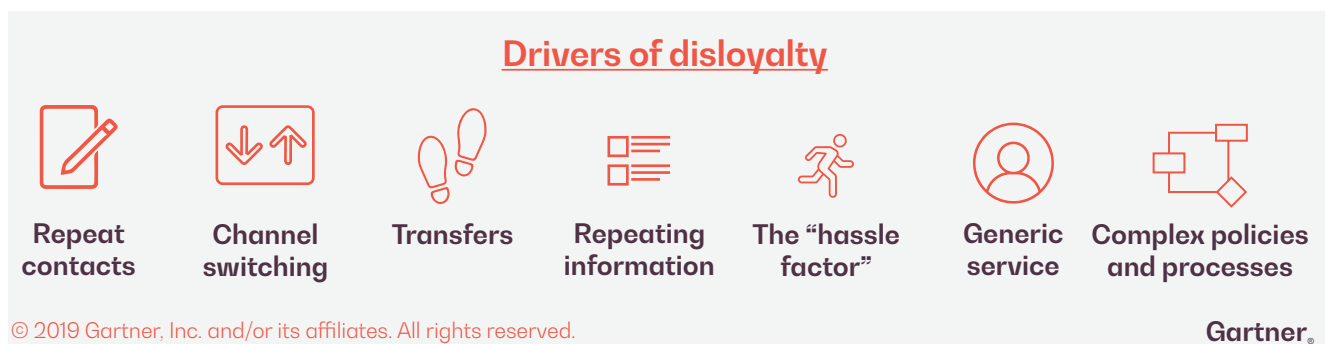 Drivers of disloyalty
Repeat
contacts
Channel
switching
Transfers
Repeating
information
The “hassle
factor”
Generic
service
Complex policies
and processes
© 2019 Gartner, Inc. and/or its affiliates. All rights reserved.
Gartner®